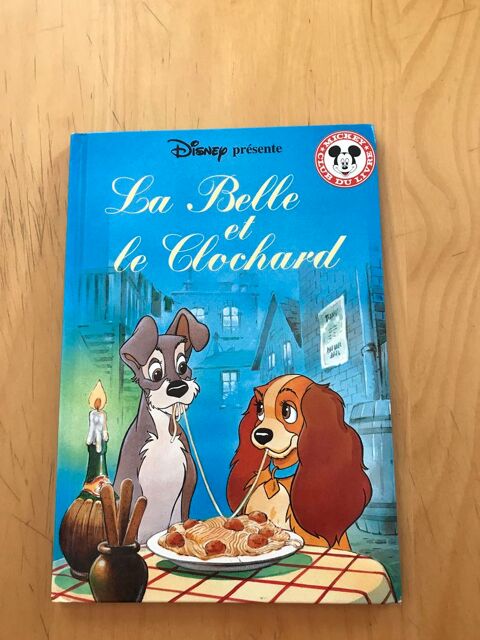 Disney présente
MICKEY
CLUB DU LIVRE
La Belle
et
le Clochard